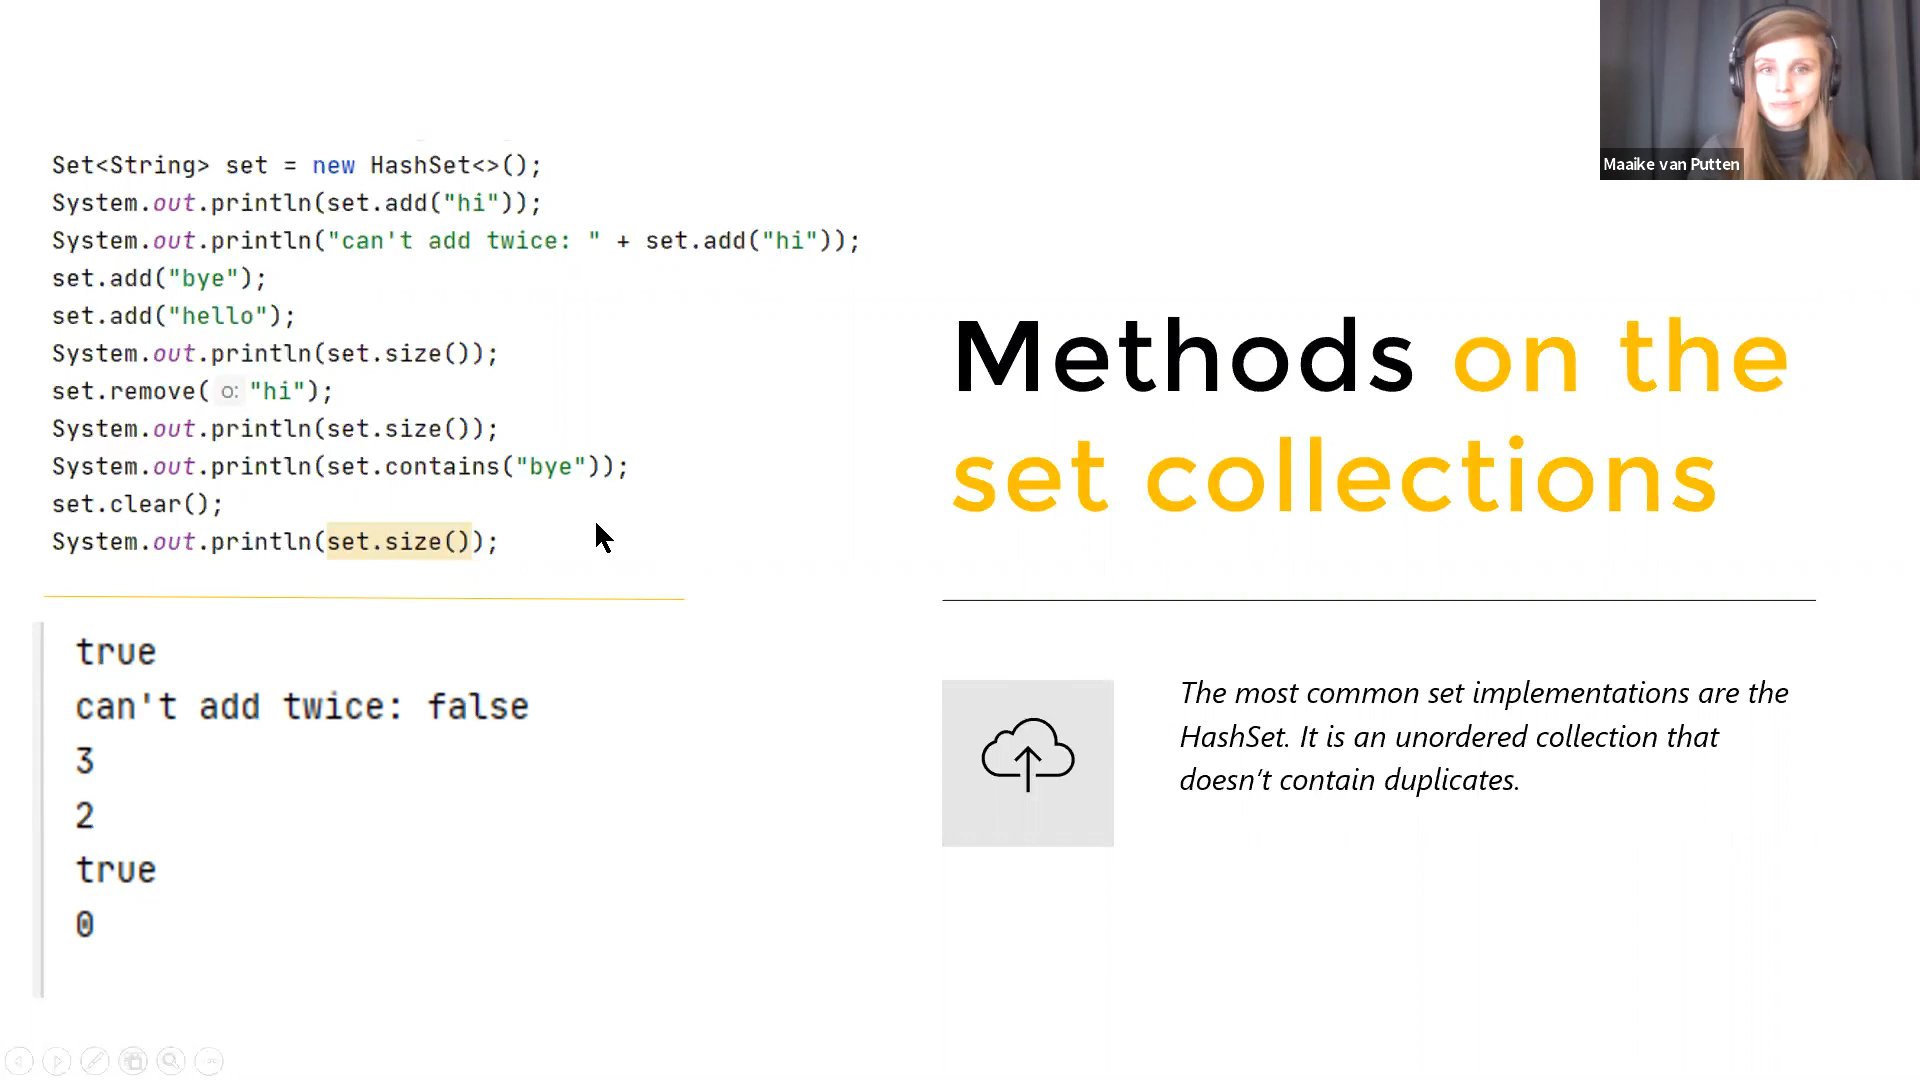 Maaike van Putten
Set<String> set = new HashSet<>();
System.out.println(set.add("hi"));
System.out.println("can't add twice: " + set.add("hi"));
set.add("bye");
set.add("hello");
System.out.println(set.size());
set.remove( o: "hi");
System.out.println(set.size());
System.out.println(set.contains("bye"));
set.clear();
System.out.println(set.size());
true
can't add twice: false
3
2
true
0
Methods on the
set collections
The most common set implementations are the
HashSet. It is an unordered collection that
doesn’t contain duplicates.